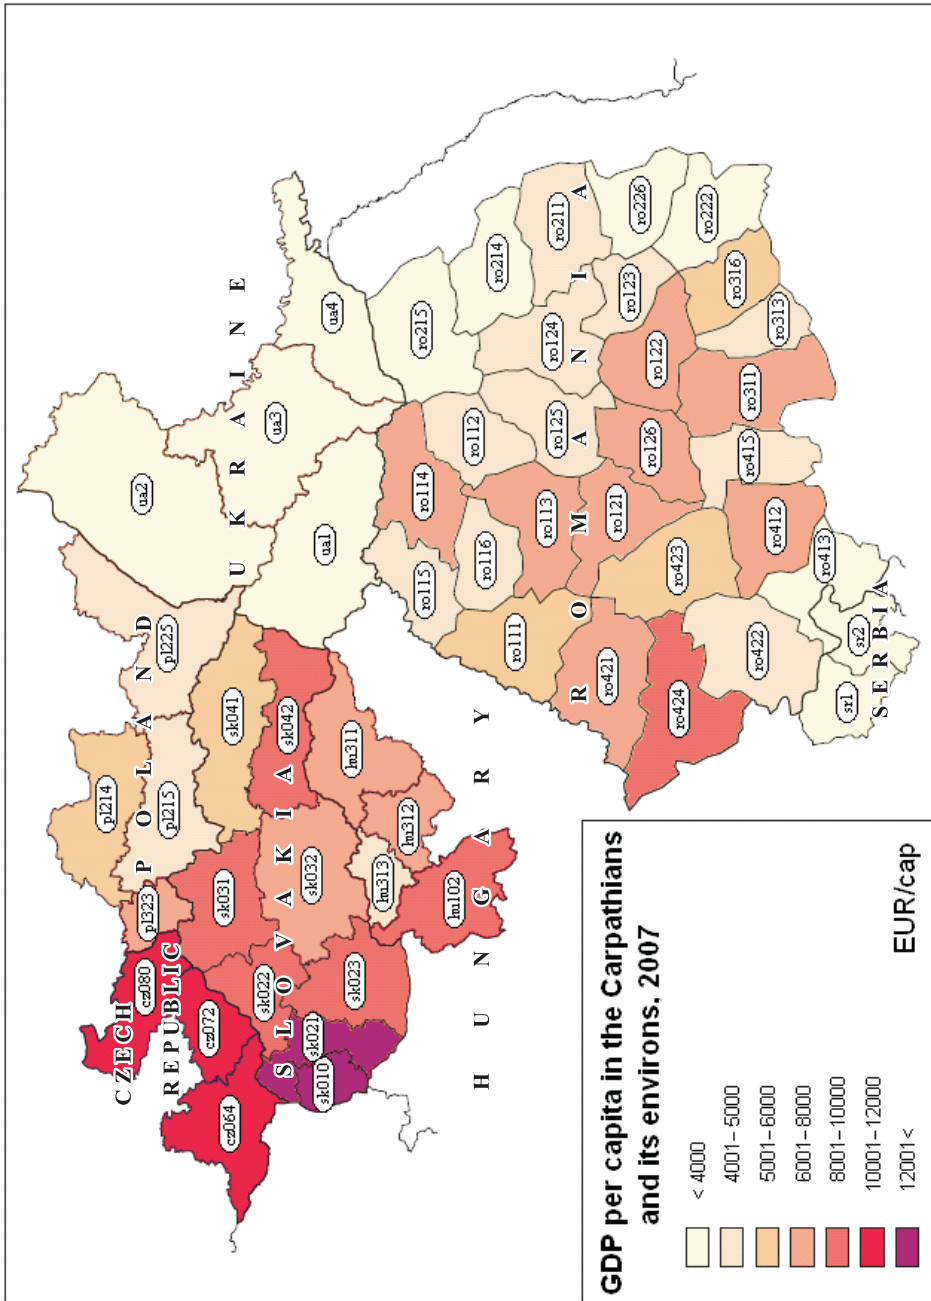 CZECH
REPUBLIC
POLAND
UKRAINE
SLOVAKIA
HUNGARY
ROMANIA
SERBIA
pl214
pl323
pl215
pl225
ua2
cz080
cz072
cz064
sk031
sk041
ua3
ua4
sk022
sk021
sk010
sk023
sk032
sk042
ua1
hu311
hu313
hu312
hu102
ro115
ro114
ro215
ro112
ro116
ro214
ro111
ro113
ro125
ro124
ro211
ro421
ro121
ro123
ro226
ro424
ro423
ro126
ro122
ro222
ro422
ro412
ro415
ro311
ro316
ro313
ro413
sr1
sr2
GDP per capita in the Carpathians
and its environs, 2007
< 4000
4001–5000
5001–6000
6001–8000
8001–10000
10001–12000
12001 <
EUR/cap